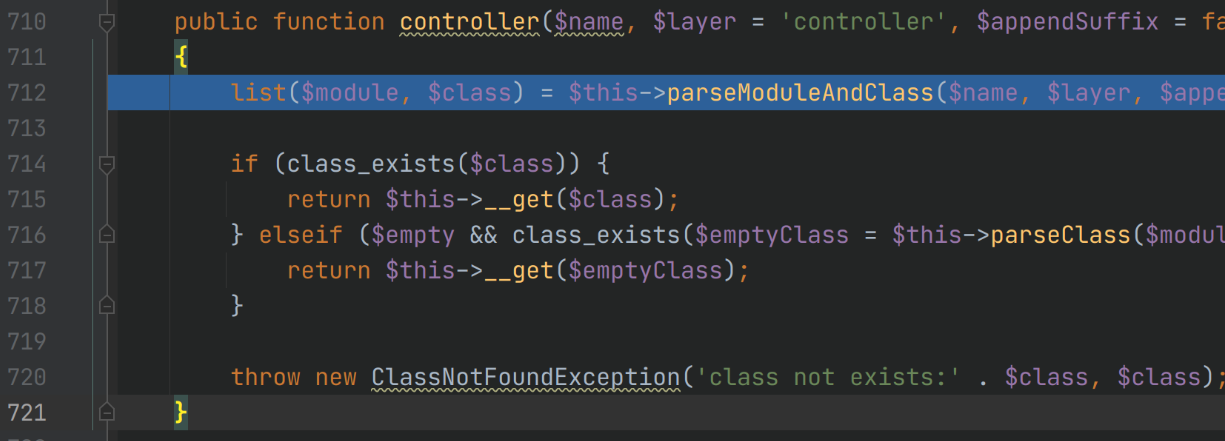 710 public function controller($name, $layer = 'controller', $appendSuffix = fa
711 {
712 list($module, $class) = $this->parseModuleAndClass($name, $layer, $appe
713
714 if (class_exists($class)) {
715 return $this->__get($class);
716 } elseif ($empty && class_exists($emptyClass = $this->parseClass($modul
717 return $this->__get($emptyClass);
718 }
719
720 throw new ClassNotFoundException('class not exists:' . $class, $class);
721 }